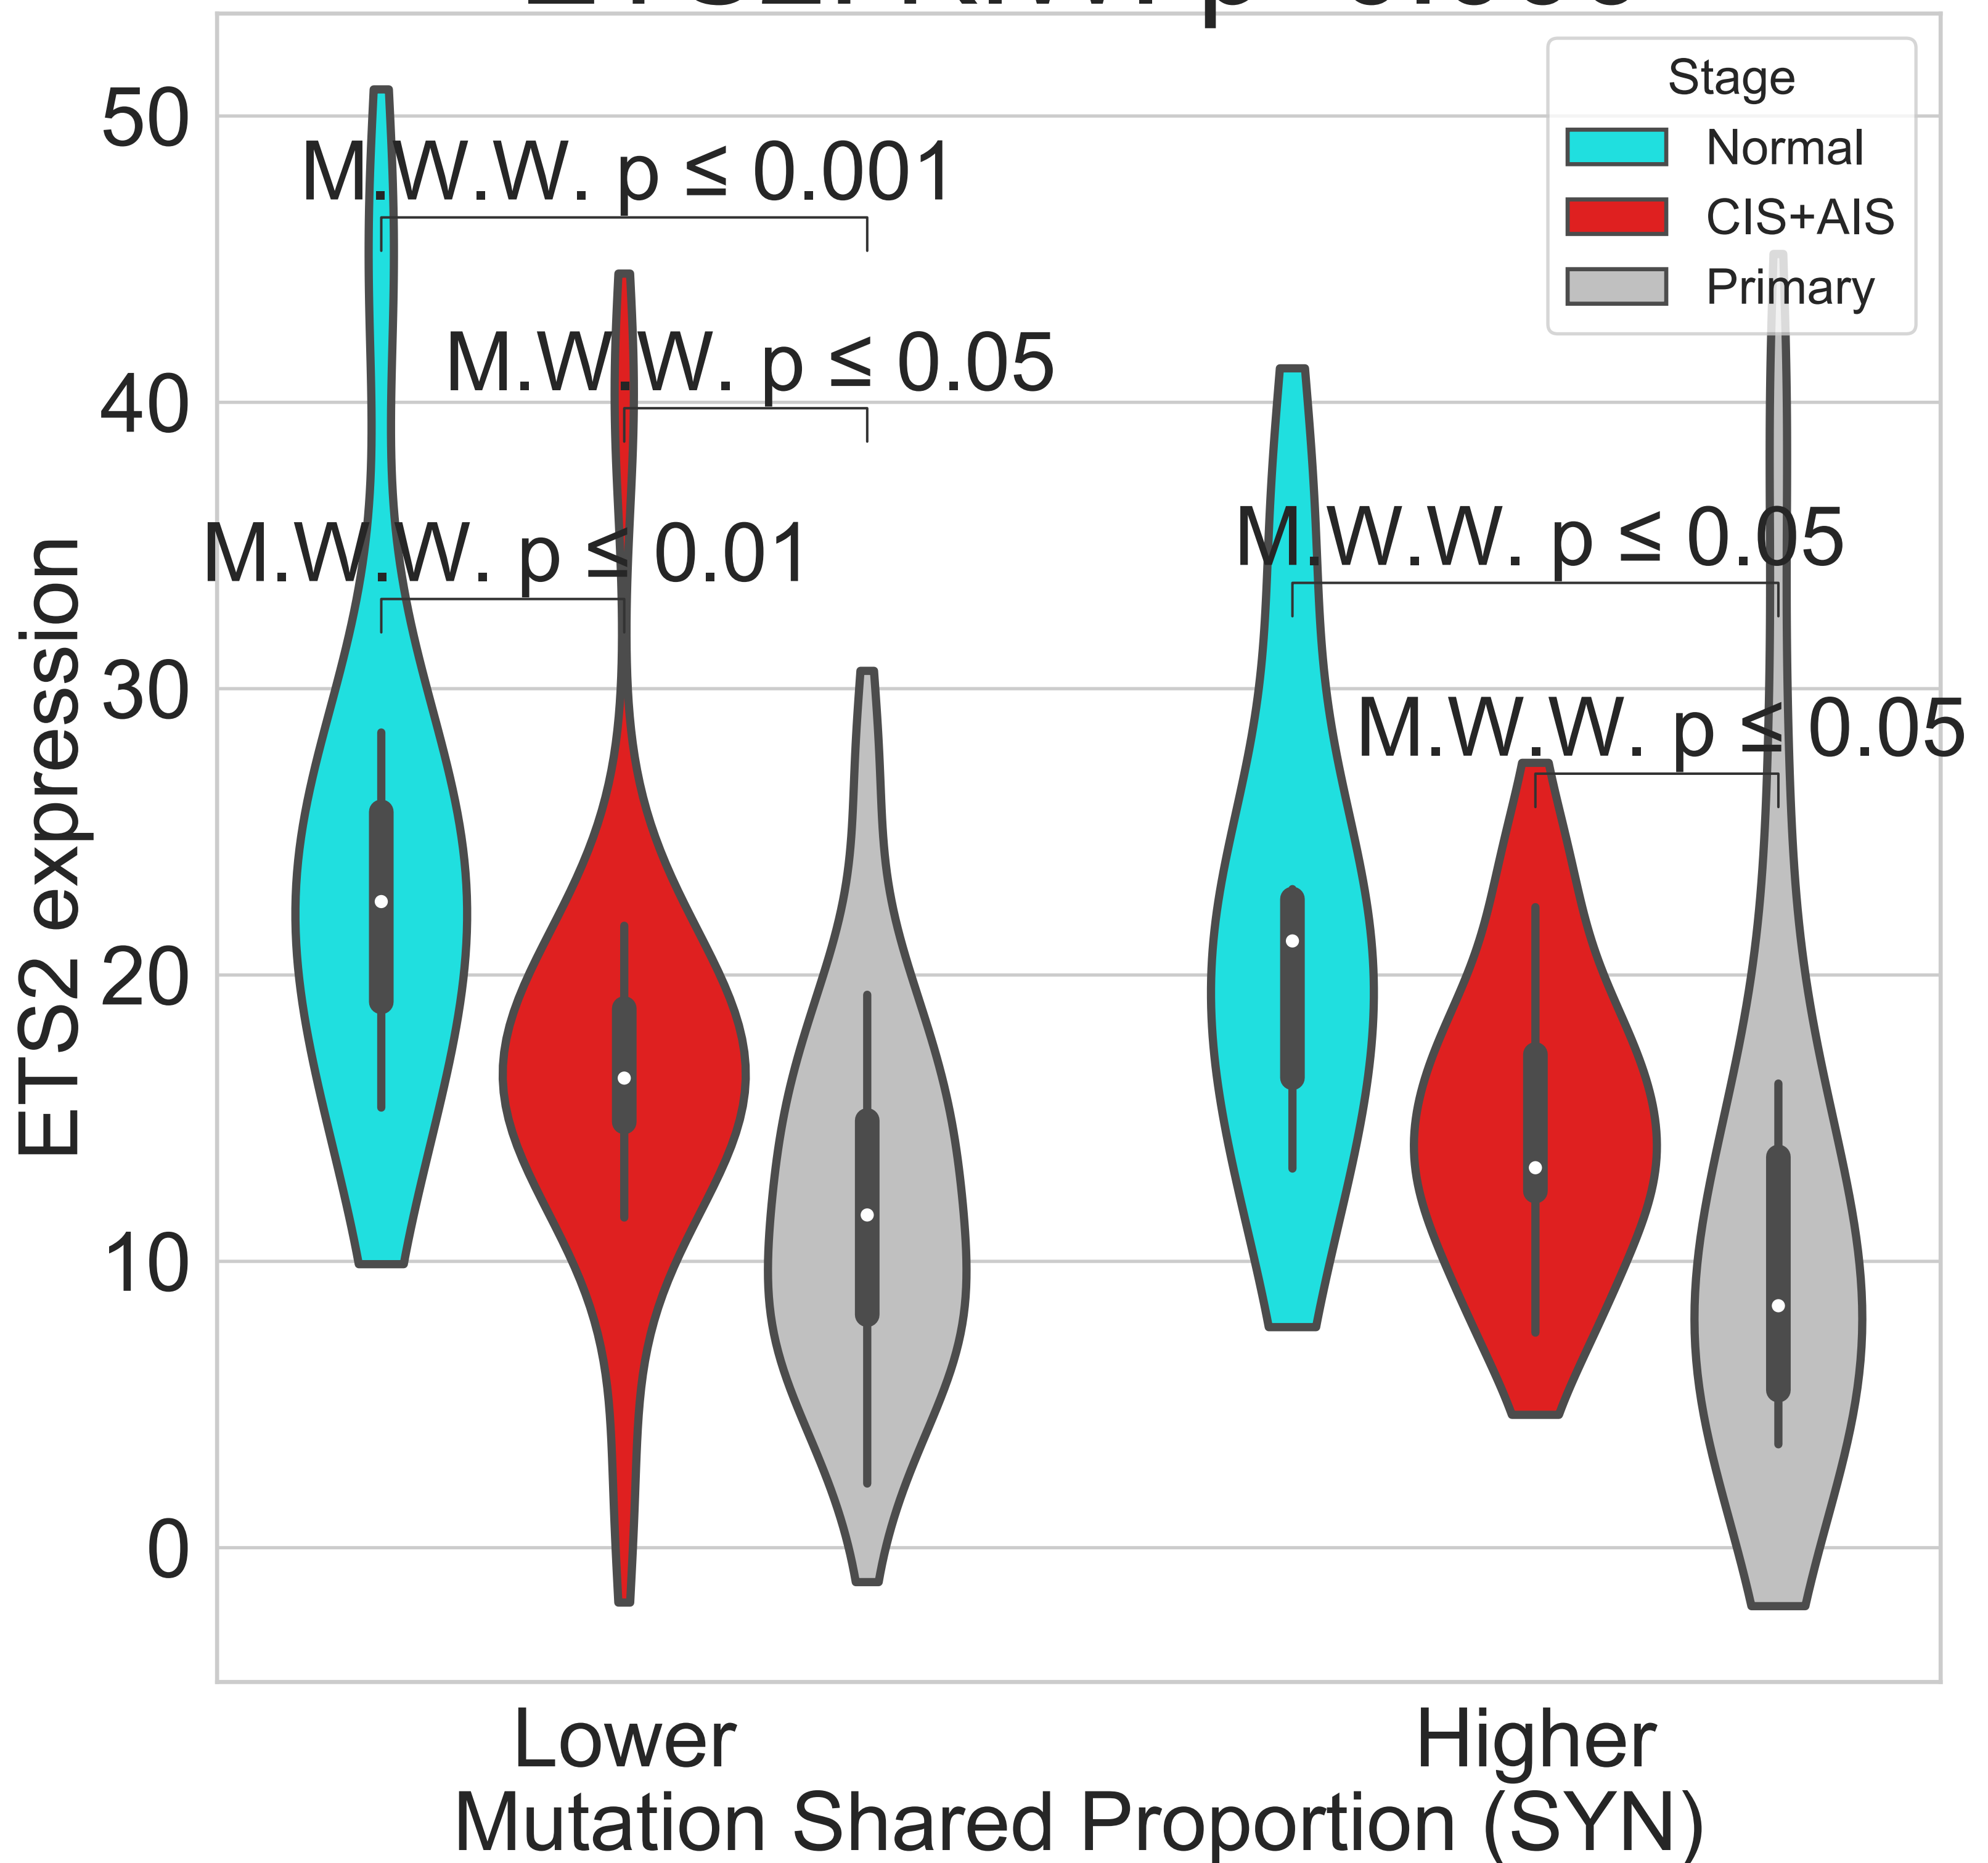 Stage
Normal
CIS+AIS
Primary
M.W.W. p ≤ 0.001
M.W.W. p ≤ 0.05
M.W.W. p ≤ 0.01
M.W.W. p ≤ 0.05
M.W.W. p ≤ 0.05
50
40
30
20
10
0
ETS2 expression
Lower
Higher
Mutation Shared Proportion (SYN)